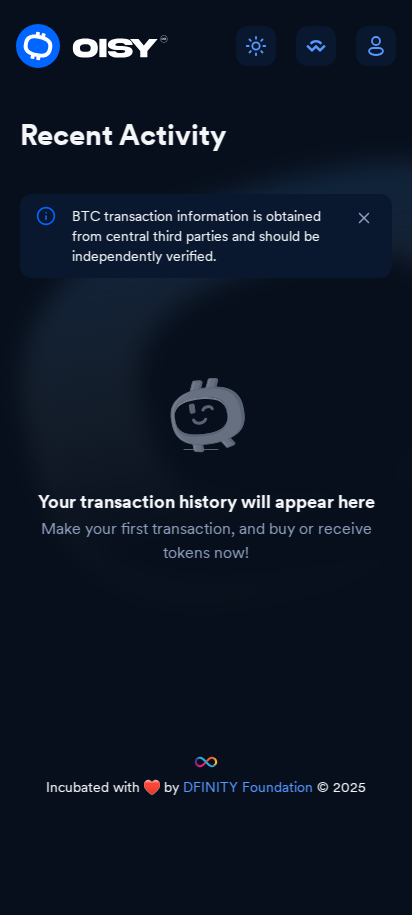 OISY
Recent Activity
BTC transaction information is obtained
from central third parties and should be
independently verified.
Your transaction history will appear here
Make your first transaction, and buy or receive
tokens now!
Incubated with ❤️ by DFINITY Foundation © 2025